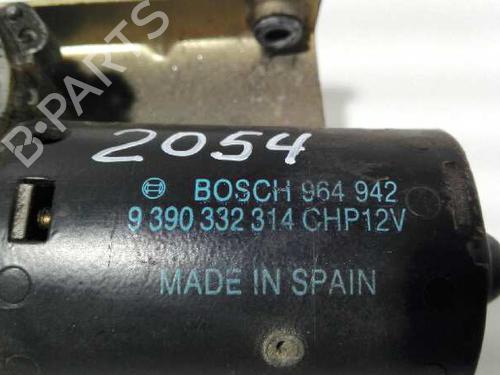 2054
BOSCH 964 942
9 390 332 314 CHP12V
MADE IN SPAIN
B-PARTS